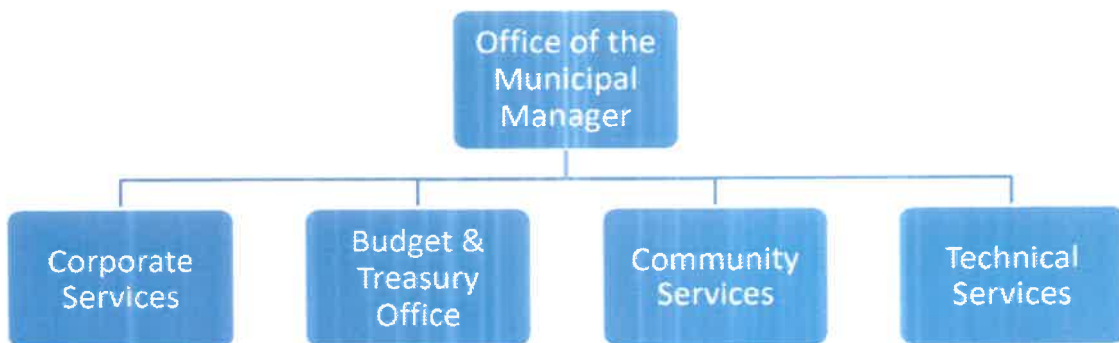 Office of the
Municipal
Manager
Corporate
Services
Budget &
Treasury
Office
Community
Services
Technical
Services